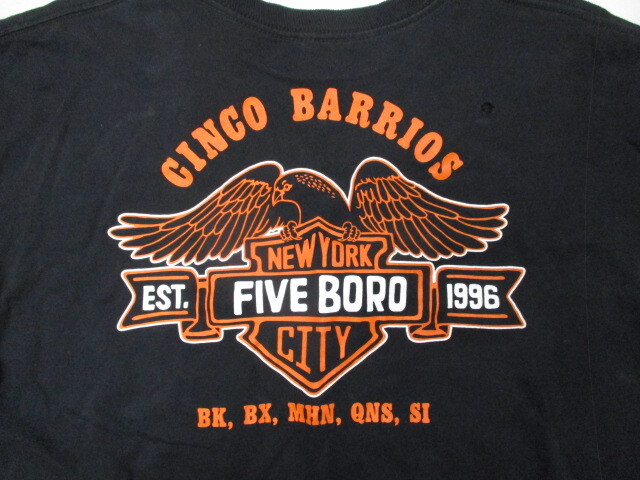 CINCO BARRIOS
NEW YORK
EST. FIVE BORO 1996
CITY
BK, BX, MHN, QNS, SI